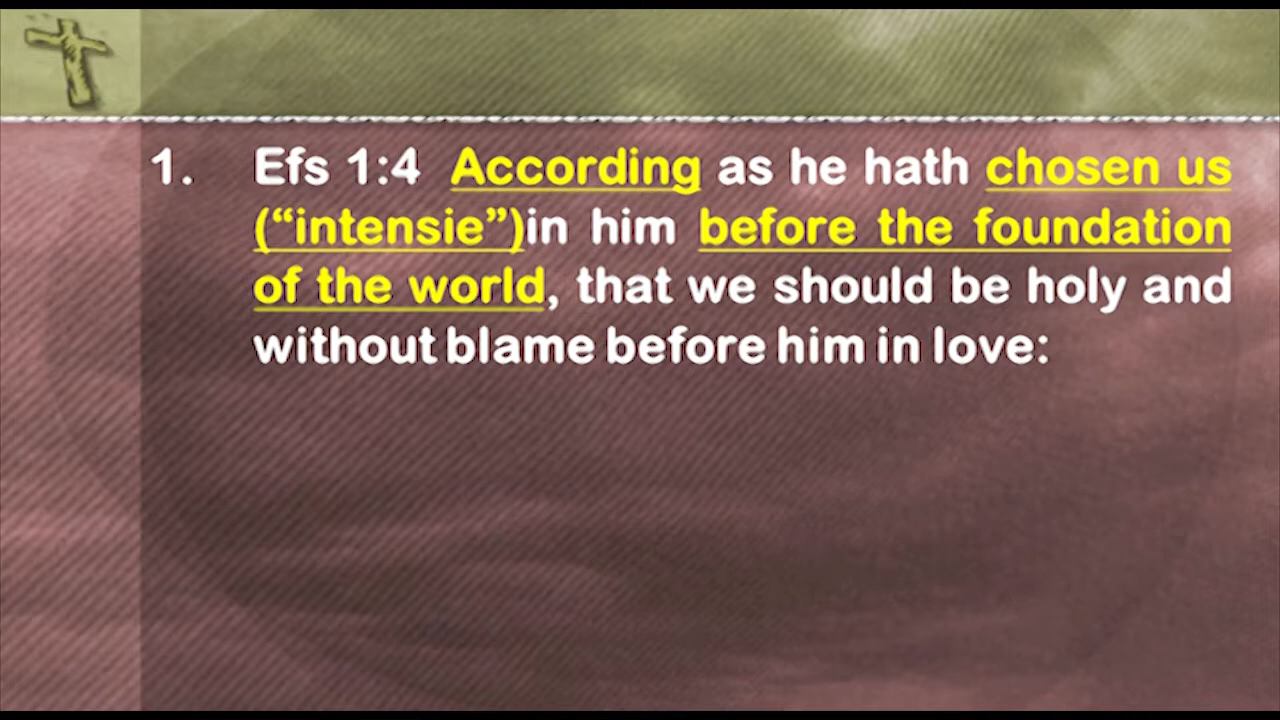 1. Efs 1:4 According as he hath chosen us
(“intensie”)in him before the foundation
of the world, that we should be holy and
without blame before him in love: